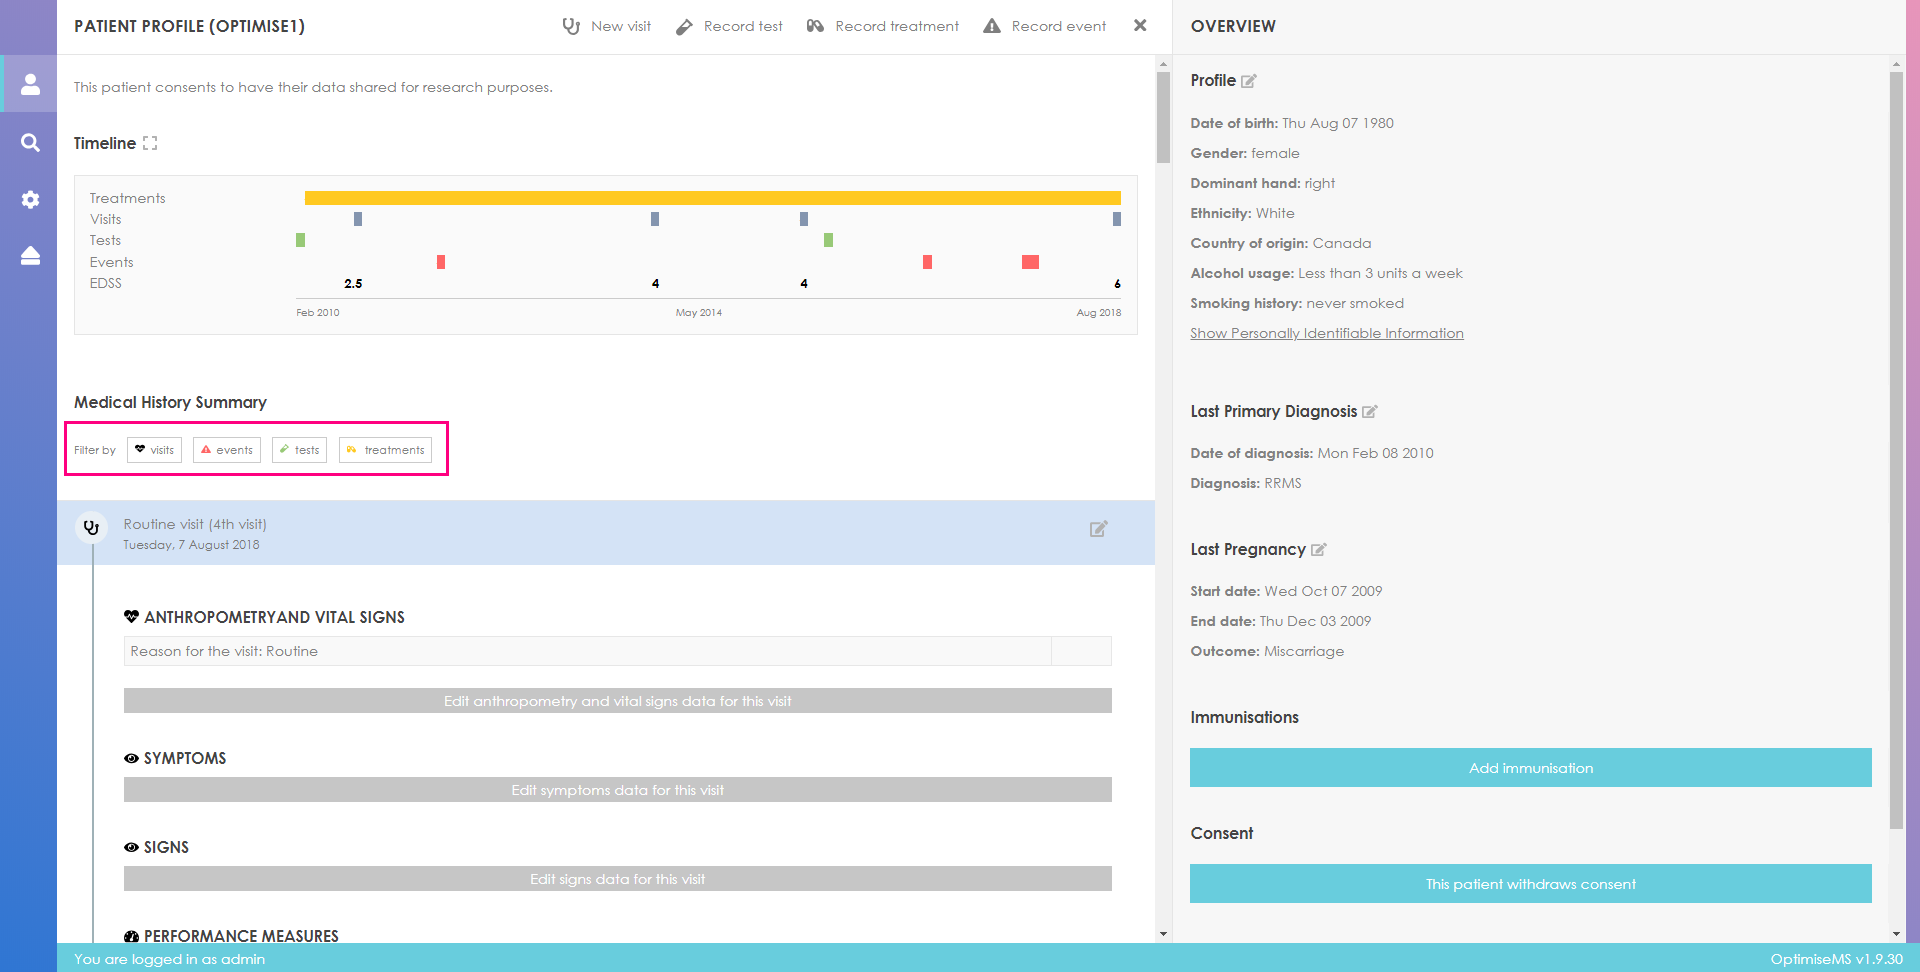 PATIENT PROFILE (OPTIMISE1)
New visit
Record test
Record treatment
Record event
This patient consents to have their data shared for research purposes.
Timeline
Treatments
Visits
Tests
Events
EDSS 2.5 4 4 6
Feb 2010 May 2014 Aug 2018
Medical History Summary
Filter by visits events tests treatments
Routine visit (4th visit)
Tuesday, 7 August 2018
ANTHROPOMETRYAND VITAL SIGNS
Reason for the visit: Routine
Edit anthropometry and vital signs data for this visit
SYMPTOMS
Edit symptoms data for this visit
SIGNS
Edit signs data for this visit
PERFORMANCE MEASURES
OVERVIEW
Profile
Date of birth: Thu Aug 07 1980
Gender: female
Dominant hand: right
Ethnicity: White
Country of origin: Canada
Alcohol usage: Less than 3 units a week
Smoking history: never smoked
Show Personally Identifiable Information
Last Primary Diagnosis
Date of diagnosis: Mon Feb 08 2010
Diagnosis: RRMS
Last Pregnancy
Start date: Wed Oct 07 2009
End date: Thu Dec 03 2009
Outcome: Miscarriage
Immunisations
Add immunisation
Consent
This patient withdraws consent
You are logged in as admin
OptimiseMS v1.9.30